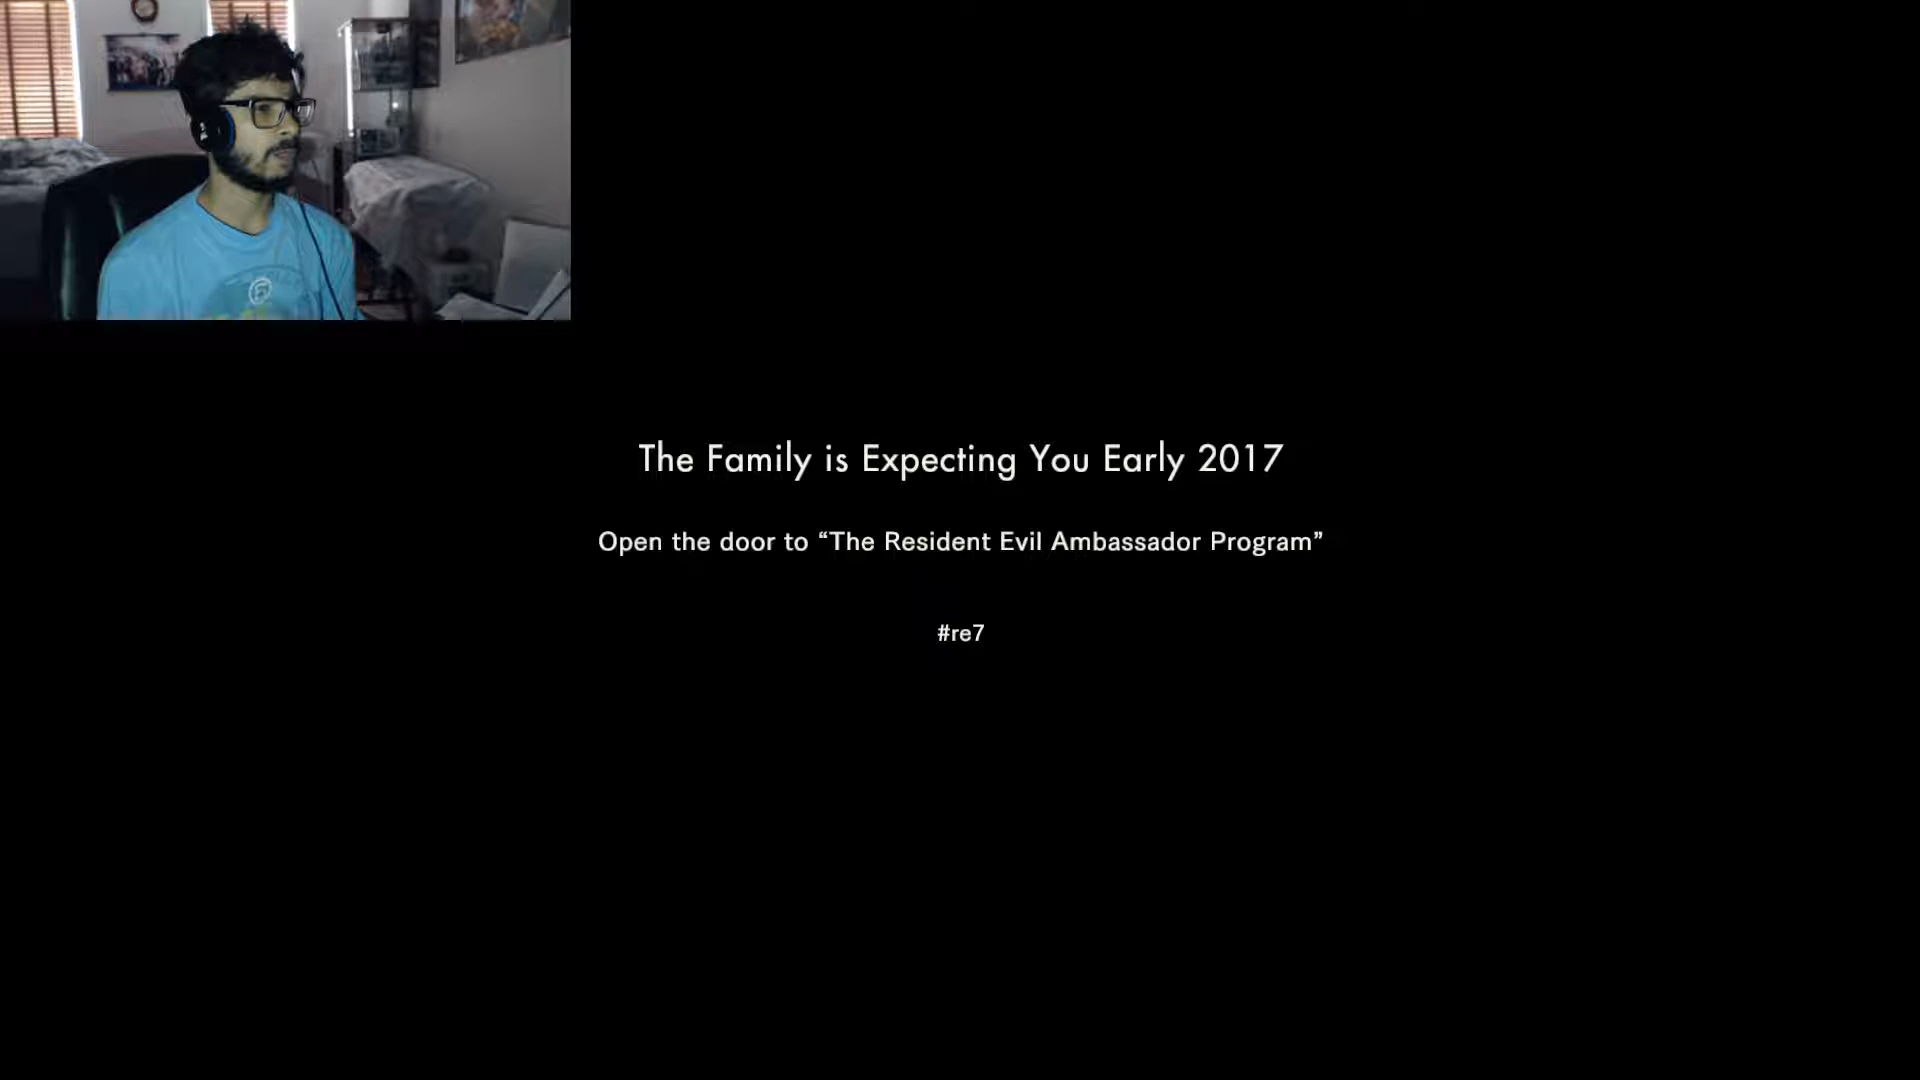 The Family is Expecting You Early 2017
Open the door to “The Resident Evil Ambassador Program”
#re7